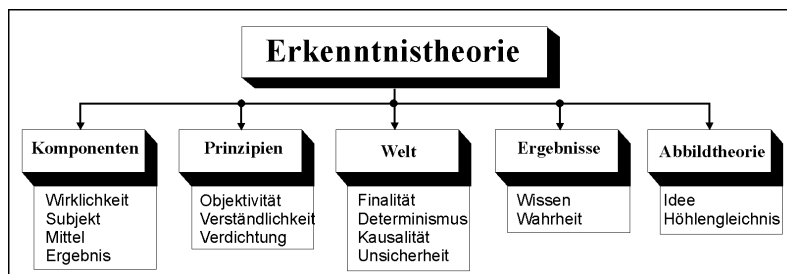 Erkenntnistheorie
Komponenten
Wirklichkeit
Subjekt
Mittel
Ergebnis
Prinzipien
Objektivität
Verständlichkeit
Verdichtung
Welt
Finalität
Determinismus
Kausalität
Unsicherheit
Ergebnisse
Wissen
Wahrheit
Abbildtheorie
Idee
Höhlengleichnis